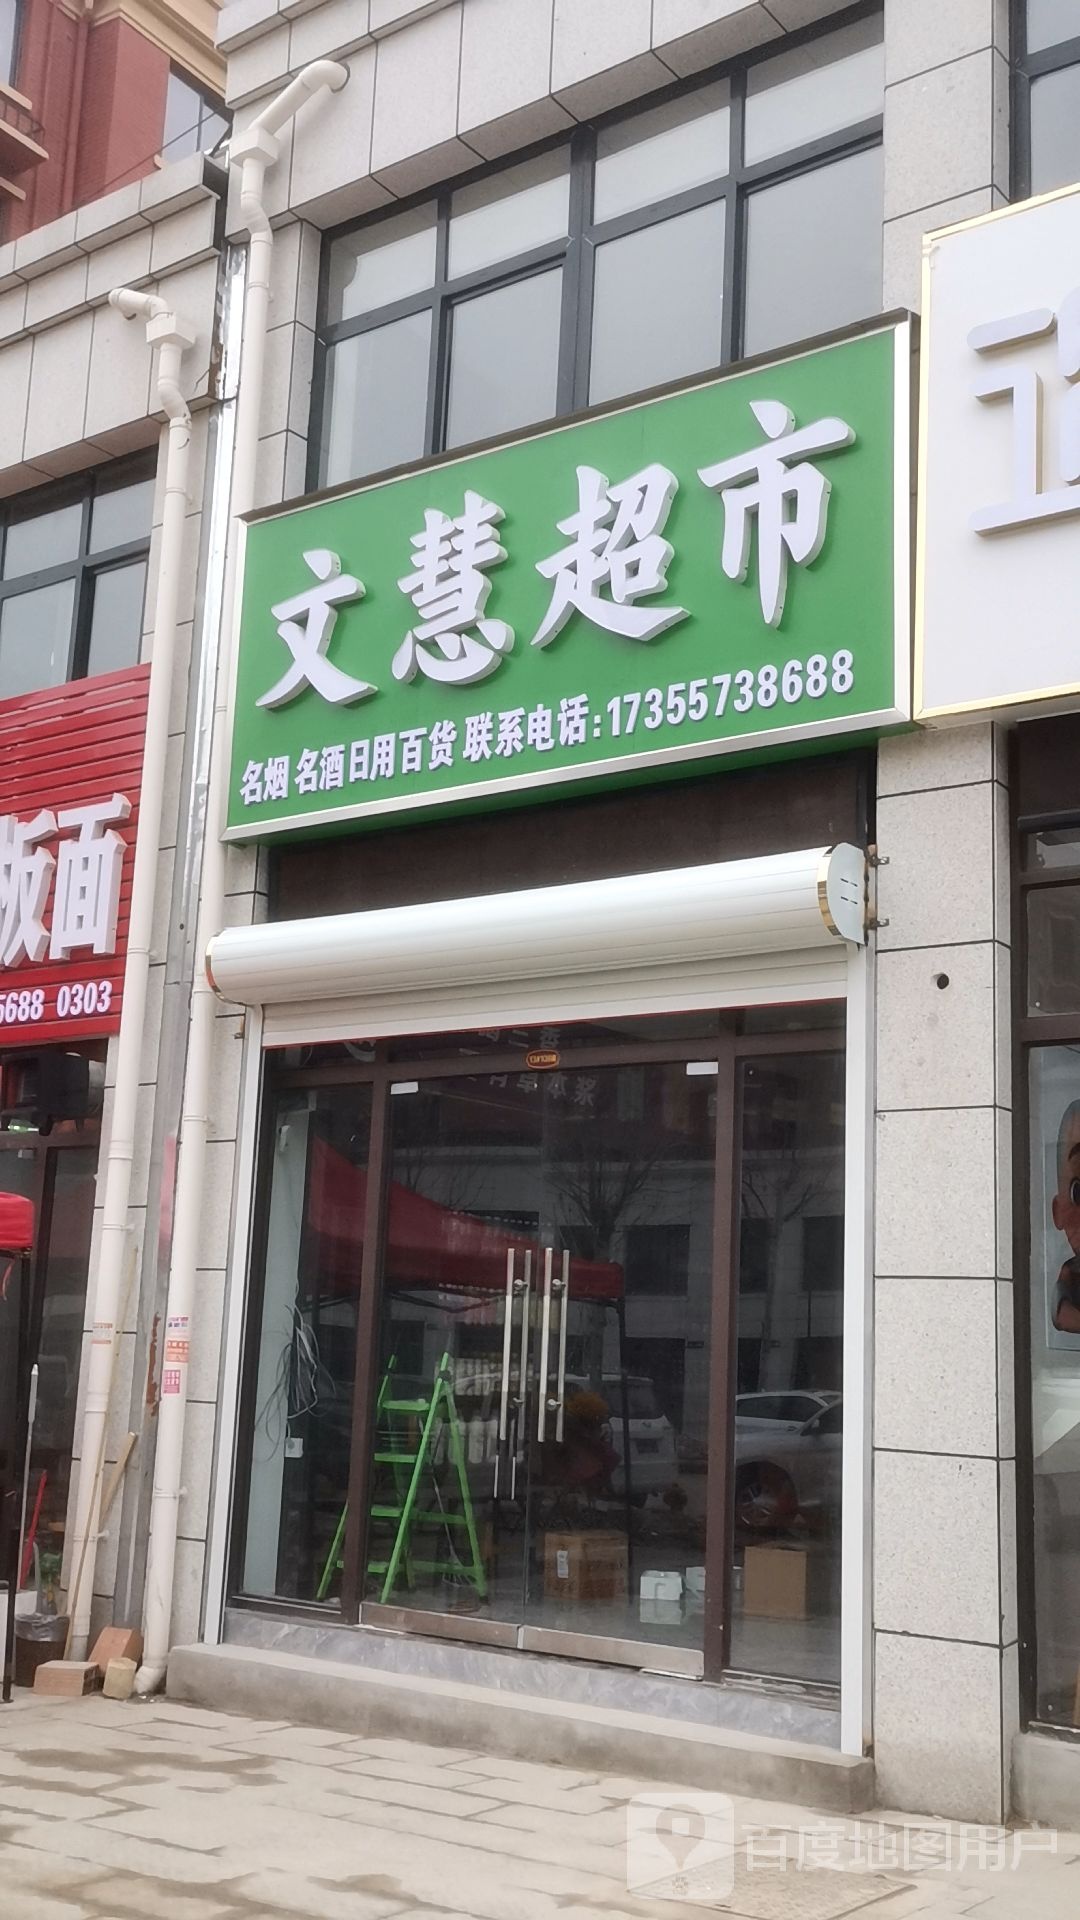 文慧超市
名烟 名酒日用百货 联系电话:17355738688
板面
5688 0303
百度地图用户